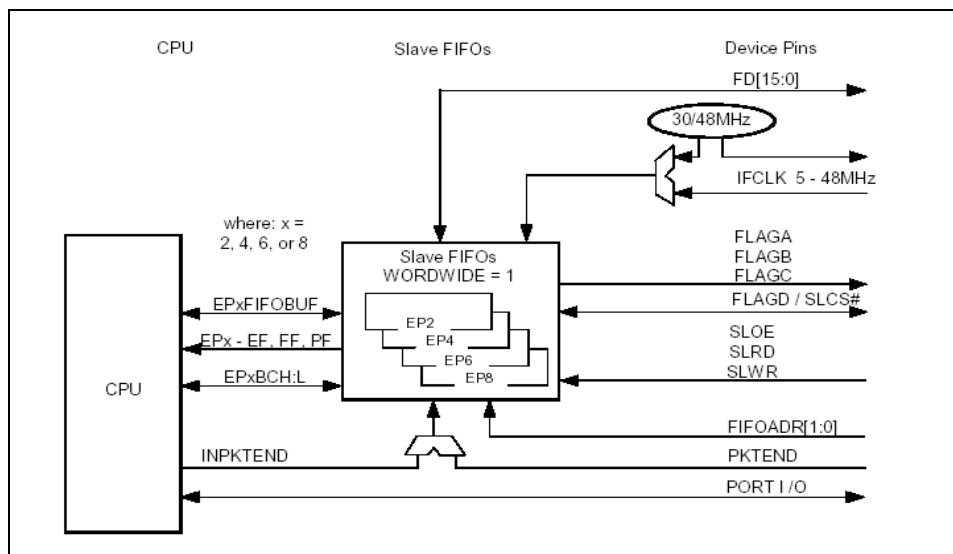 CPU
Slave FIFOs
Device Pins
FD[15:0]
30/48MHz
IFCLK 5 - 48MHz
where: x =
2, 4, 6, or 8
Slave FIFOs
WORDWIDE = 1
FLAGA
FLAGB
FLAGC
FLAGD / SLCS#
EPxFIFOBUF
EP2
EPx - EF, FF, PF
EP4
EP6
EP8
SLOE
SLRD
SLWR
CPU
EPxBCH:L
FIFOADR[1:0]
INPKTEND
PKTEND
PORT I /O